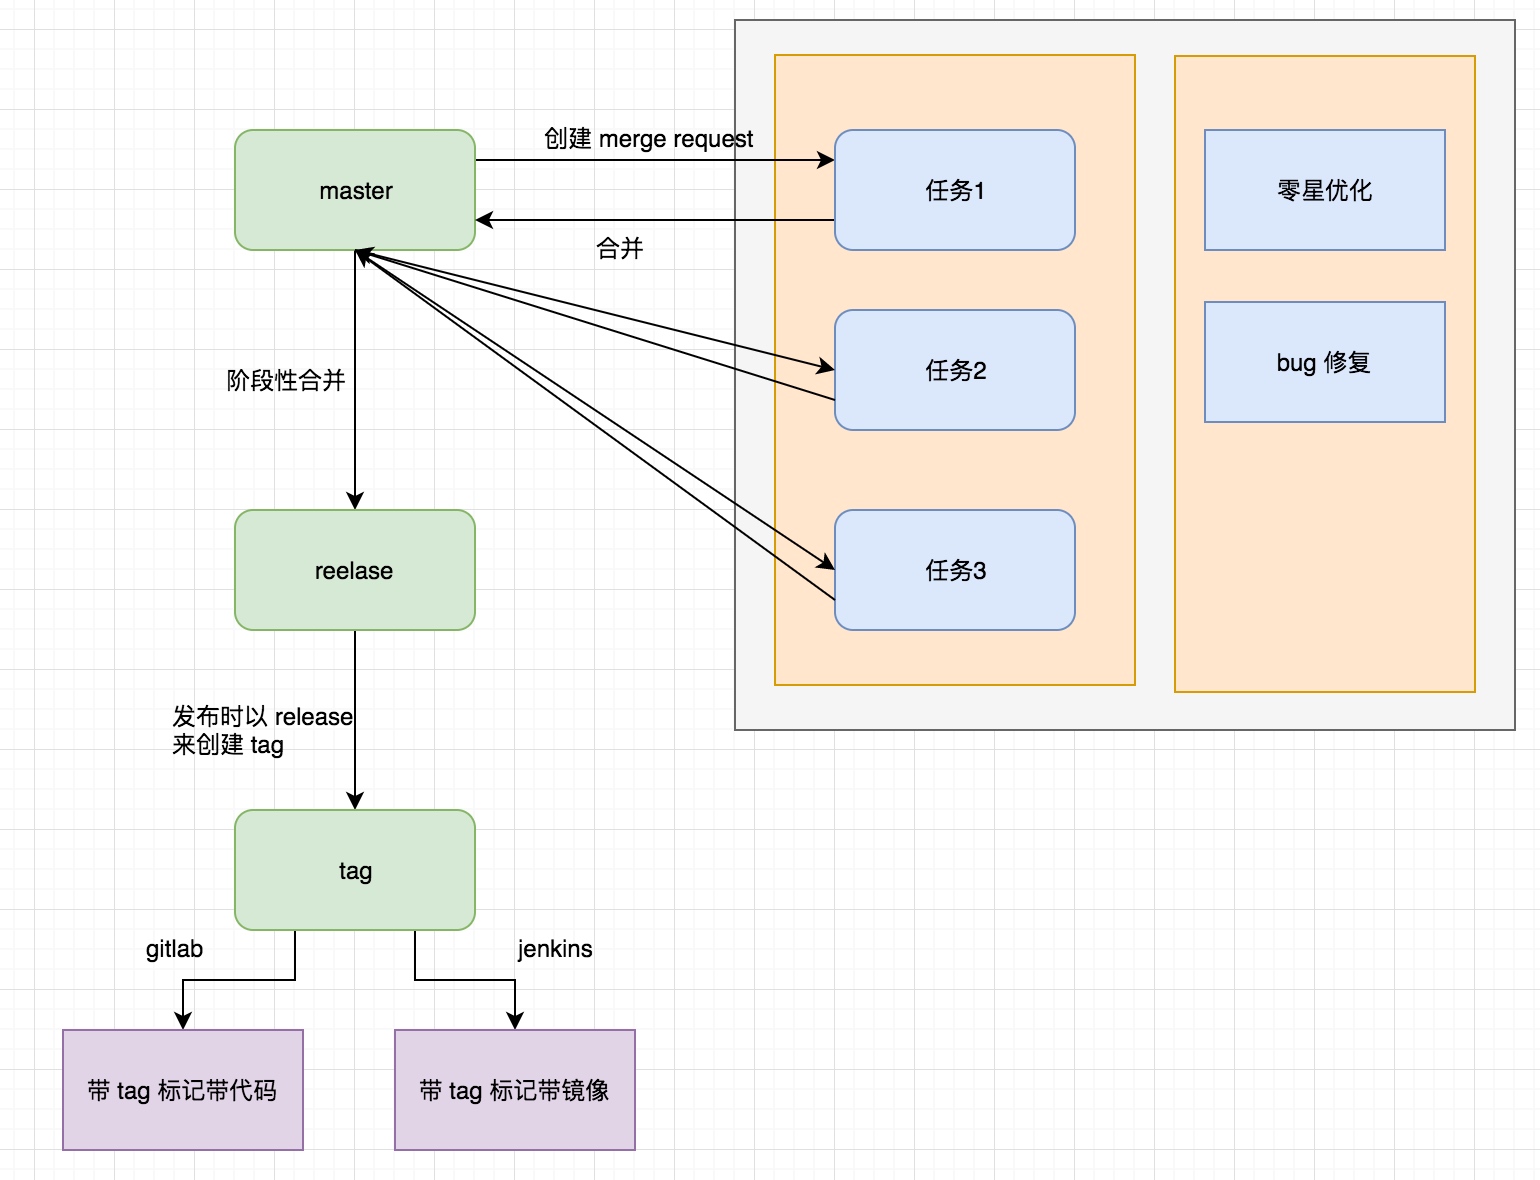 创建 merge request
master
任务1
零星优化
合并
任务2
bug 修复
阶段性合并
reelase
任务3
发布时以 release
来创建 tag
tag
gitlab
jenkins
带 tag 标记带代码
带 tag 标记带镜像